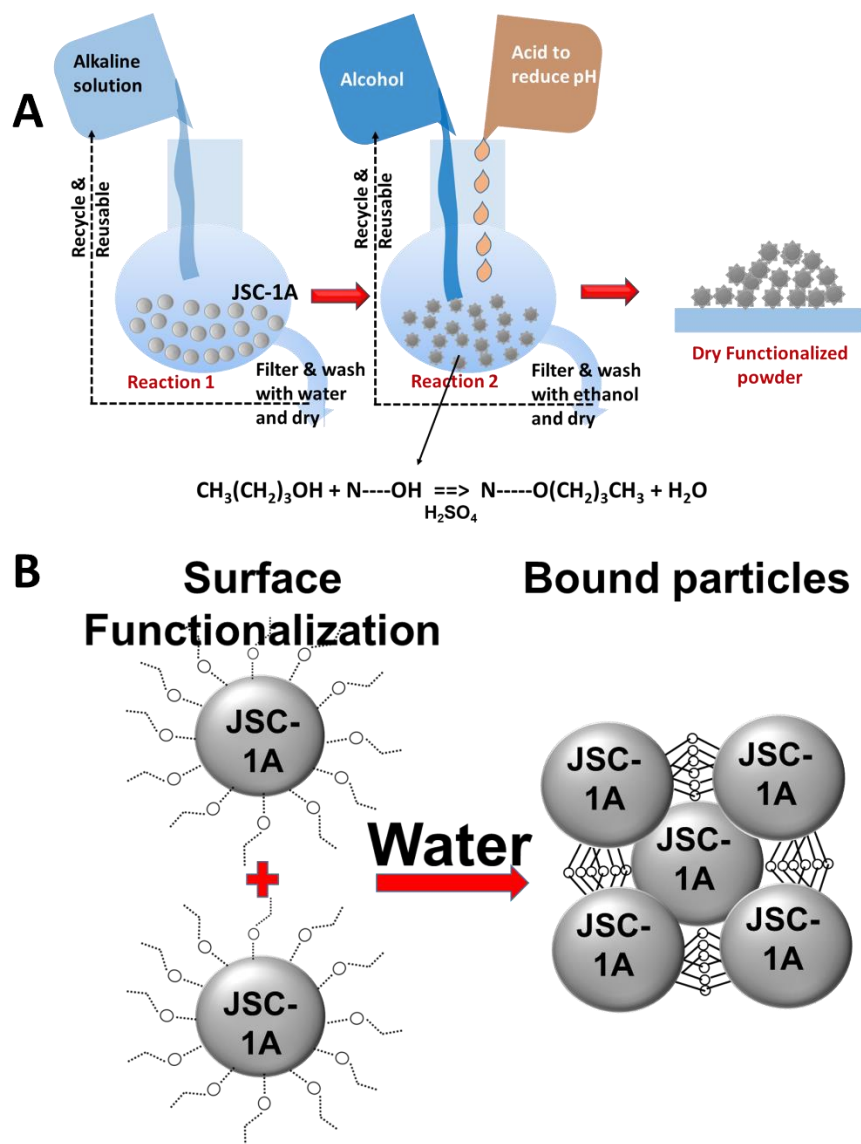 A
Alkaline
solution
Recycle &
Reusable
JSC-1A
Reaction 1
Filter & wash
with water
and dry
Alcohol
Acid to
reduce pH
Recycle &
Reusable
Reaction 2
Filter & wash
with ethanol
and dry
Dry Functionalized
powder
CH₃(CH₂)₃OH + N----OH ==> N-----O(CH₂)₃CH₃ + H₂O
H₂SO₄
B
Surface
Functionalization
JSC-
1A
JSC-
1A
Water
Bound particles
JSC-
1A
JSC-
1A
JSC-
1A
JSC-
1A
JSC-
1A